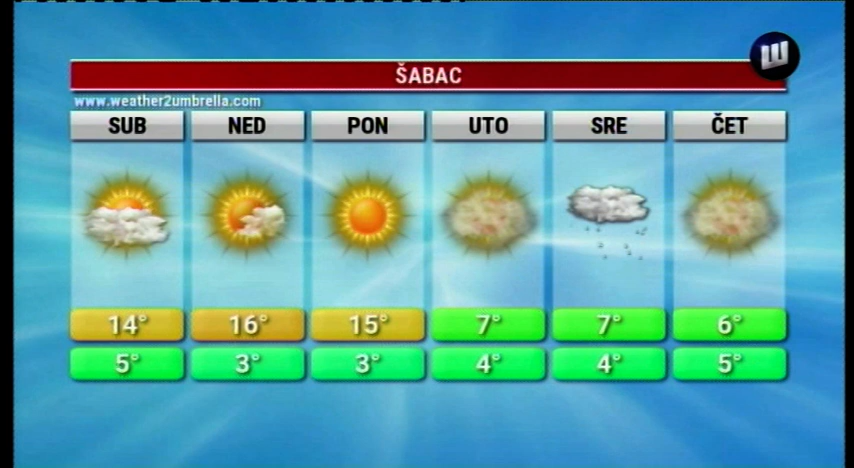 ŠABAC
www.weather2umbrella.com
SUB NED PON UTO SRE ČET
14° 16° 15° 7° 7° 6°
5° 3° 3° 4° 4° 5°
Ш